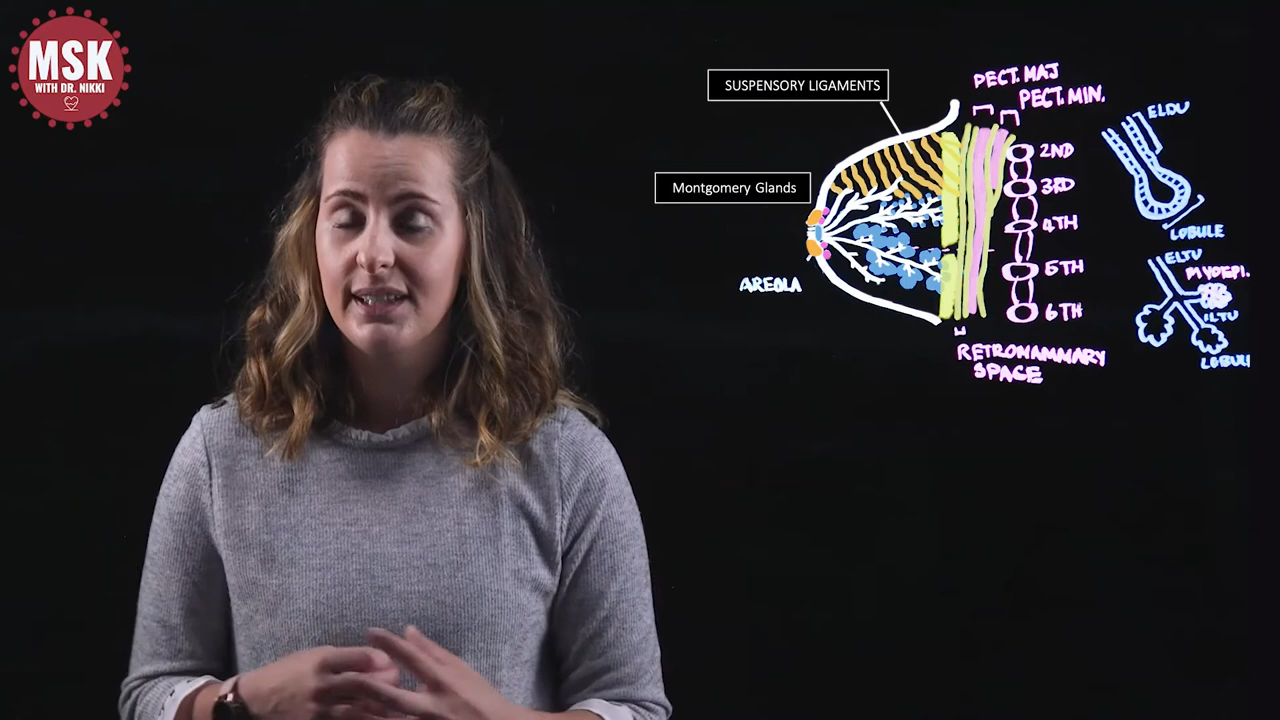 MSK
WITH DR. NIKKI
SUSPENSORY LIGAMENTS
Montgomery Glands
AREOLA
PECT. MAJ
PECT. MIN.
2ND
3RD
4TH
5TH
6TH
RETROMAMMARY
SPACE
ELDU
LOBULE
ELTU
MYOEPI.
ILTU
LOBULI